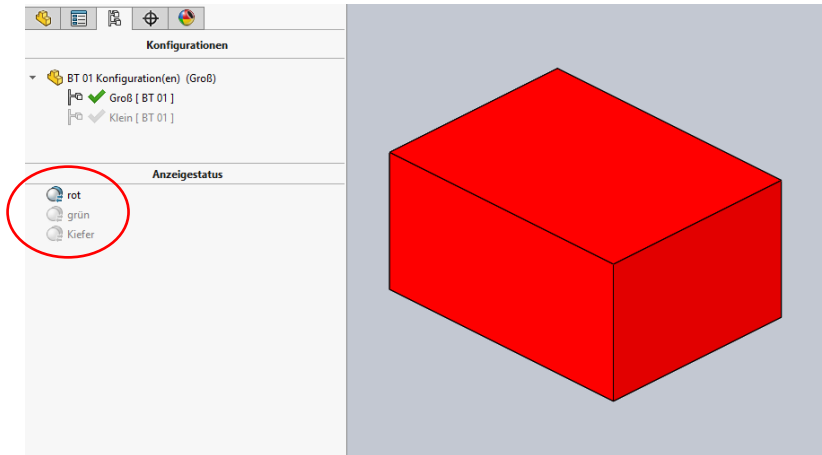 Konfigurationen
BT 01 Konfiguration(en) (Groß)
Groß [ BT 01 ]
Klein [ BT 01 ]
Anzeigestatus
rot
grün
Kiefer